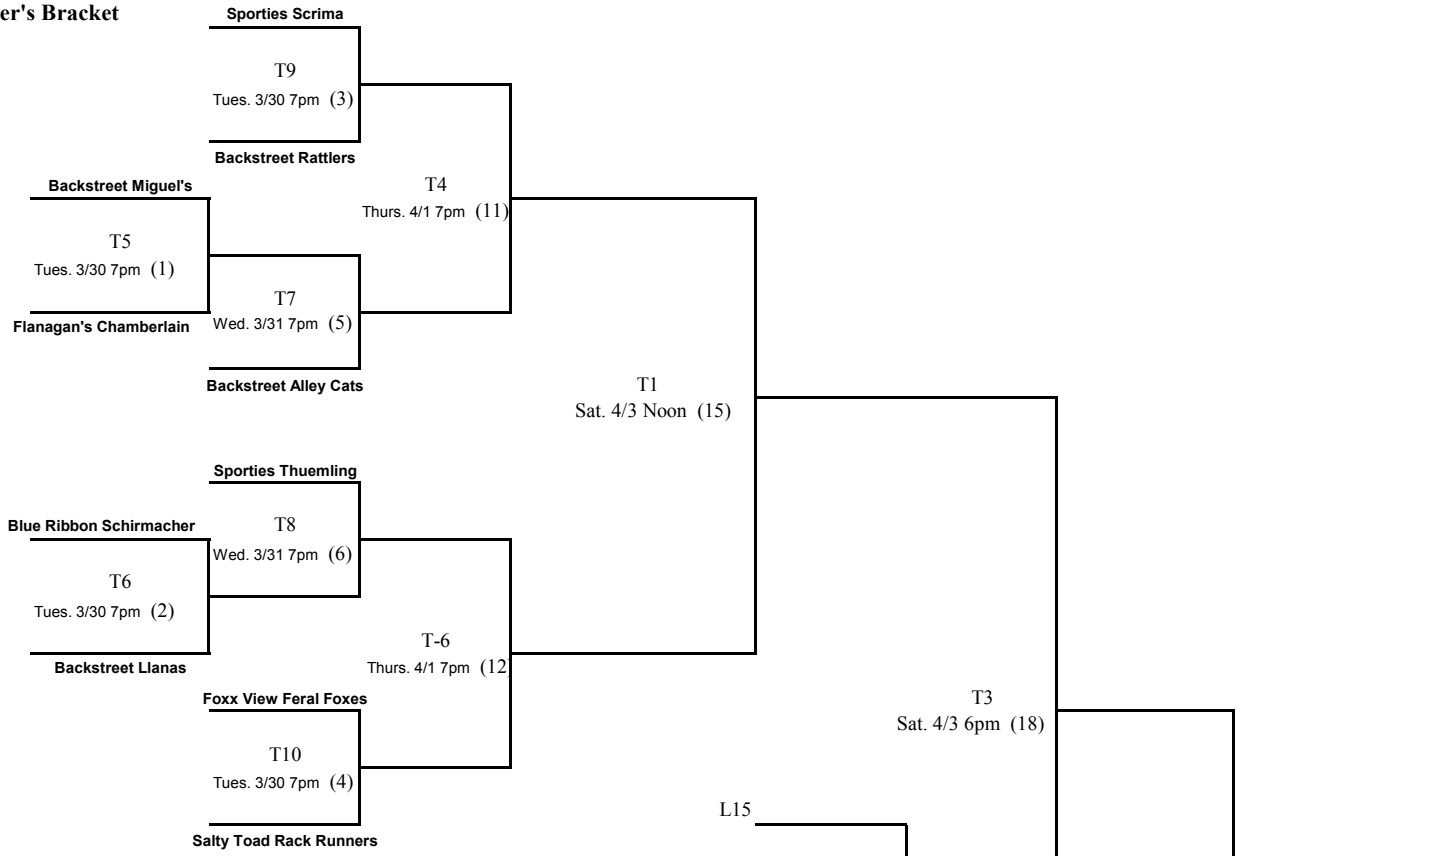 er's Bracket
Sporties Scrima
T9
Tues. 3/30 7pm (3)
Backstreet Rattlers
Backstreet Miguel's
T4
Thurs. 4/1 7pm (11)
T5
Tues. 3/30 7pm (1)
T7
Wed. 3/31 7pm (5)
Flanagan's Chamberlain
Backstreet Alley Cats
T1
Sat. 4/3 Noon (15)
Sporties Thuemling
Blue Ribbon Schirmacher
T8
Wed. 3/31 7pm (6)
T6
Tues. 3/30 7pm (2)
T-6
Thurs. 4/1 7pm (12)
Backstreet Llanas
Foxx View Feral Foxes
T3
Sat. 4/3 6pm (18)
T10
Tues. 3/30 7pm (4)
L15
Salty Toad Rack Runners